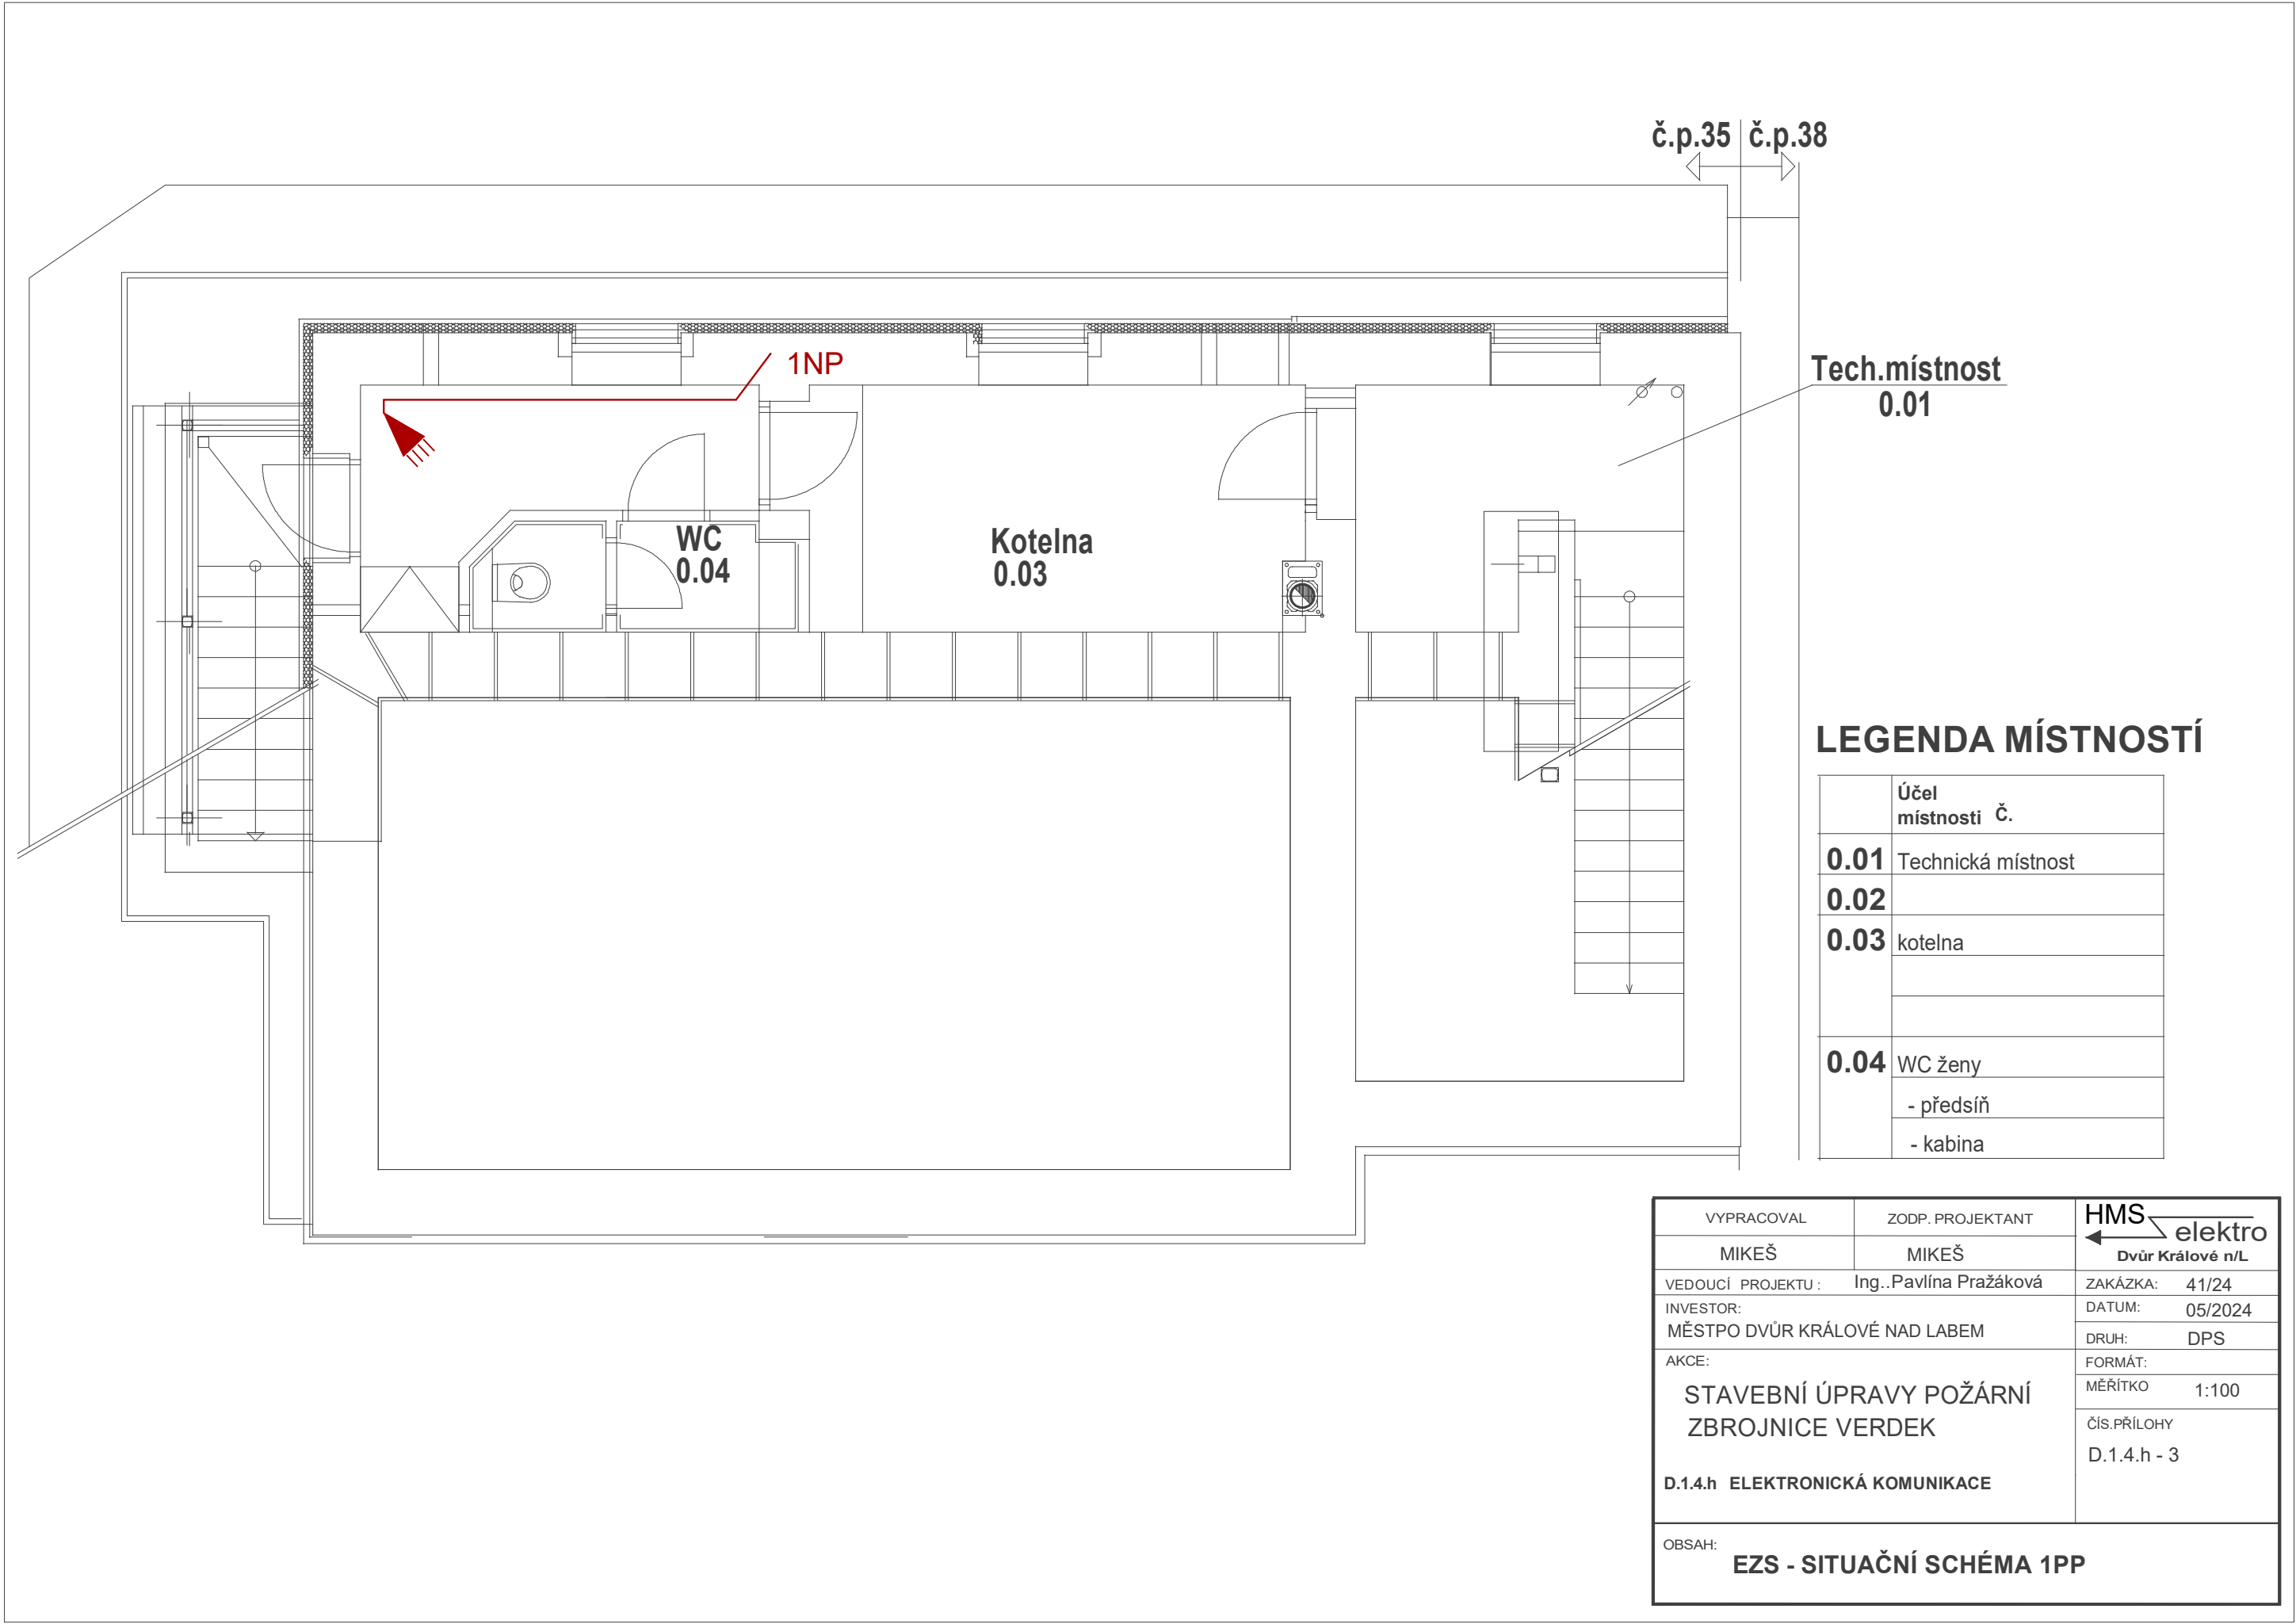 č.p.35 č.p.38
1NP
Tech.místnost
0.01
WC
0.04
Kotelna
0.03
LEGENDA MÍSTNOSTÍ
Účel
místnosti Č.
0.01 Technická místnost
0.02
0.03 kotelna
0.04 WC ženy
- předsíň
- kabina
VYPRACOVAL ZODP. PROJEKTANT
HMS elektro
MIKEŠ MIKEŠ
Dvůr Králové n/L
VEDOUCÍ PROJEKTU : Ing..Pavlína Pražáková
ZAKÁZKA: 41/24
INVESTOR:
DATUM: 05/2024
MĚSTPO DVŮR KRÁLOVÉ NAD LABEM
DRUH: DPS
AKCE:
FORMÁT:
STAVEBNÍ ÚPRAVY POŽÁRNÍ
MĚŘÍTKO 1:100
ZBROJNICE VERDEK
ČÍS.PŘÍLOHY
D.1.4.h - 3
D.1.4.h ELEKTRONICKÁ KOMUNIKACE
OBSAH:
EZS - SITUAČNÍ SCHÉMA 1PP